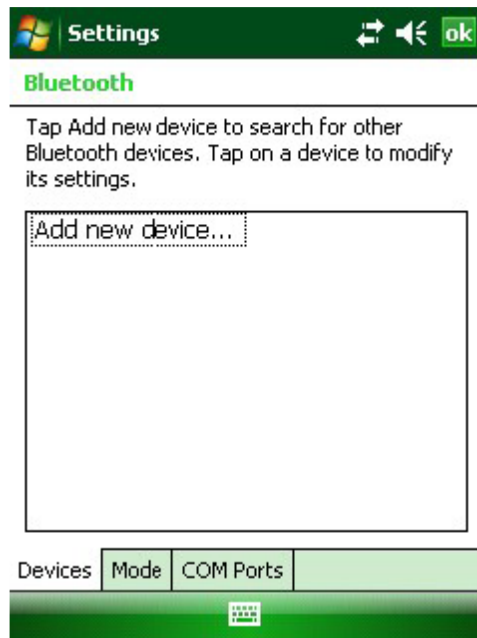 Settings
ok
Bluetooth
Tap Add new device to search for other
Bluetooth devices. Tap on a device to modify
its settings.
Add new device...
Devices
Mode
COM Ports